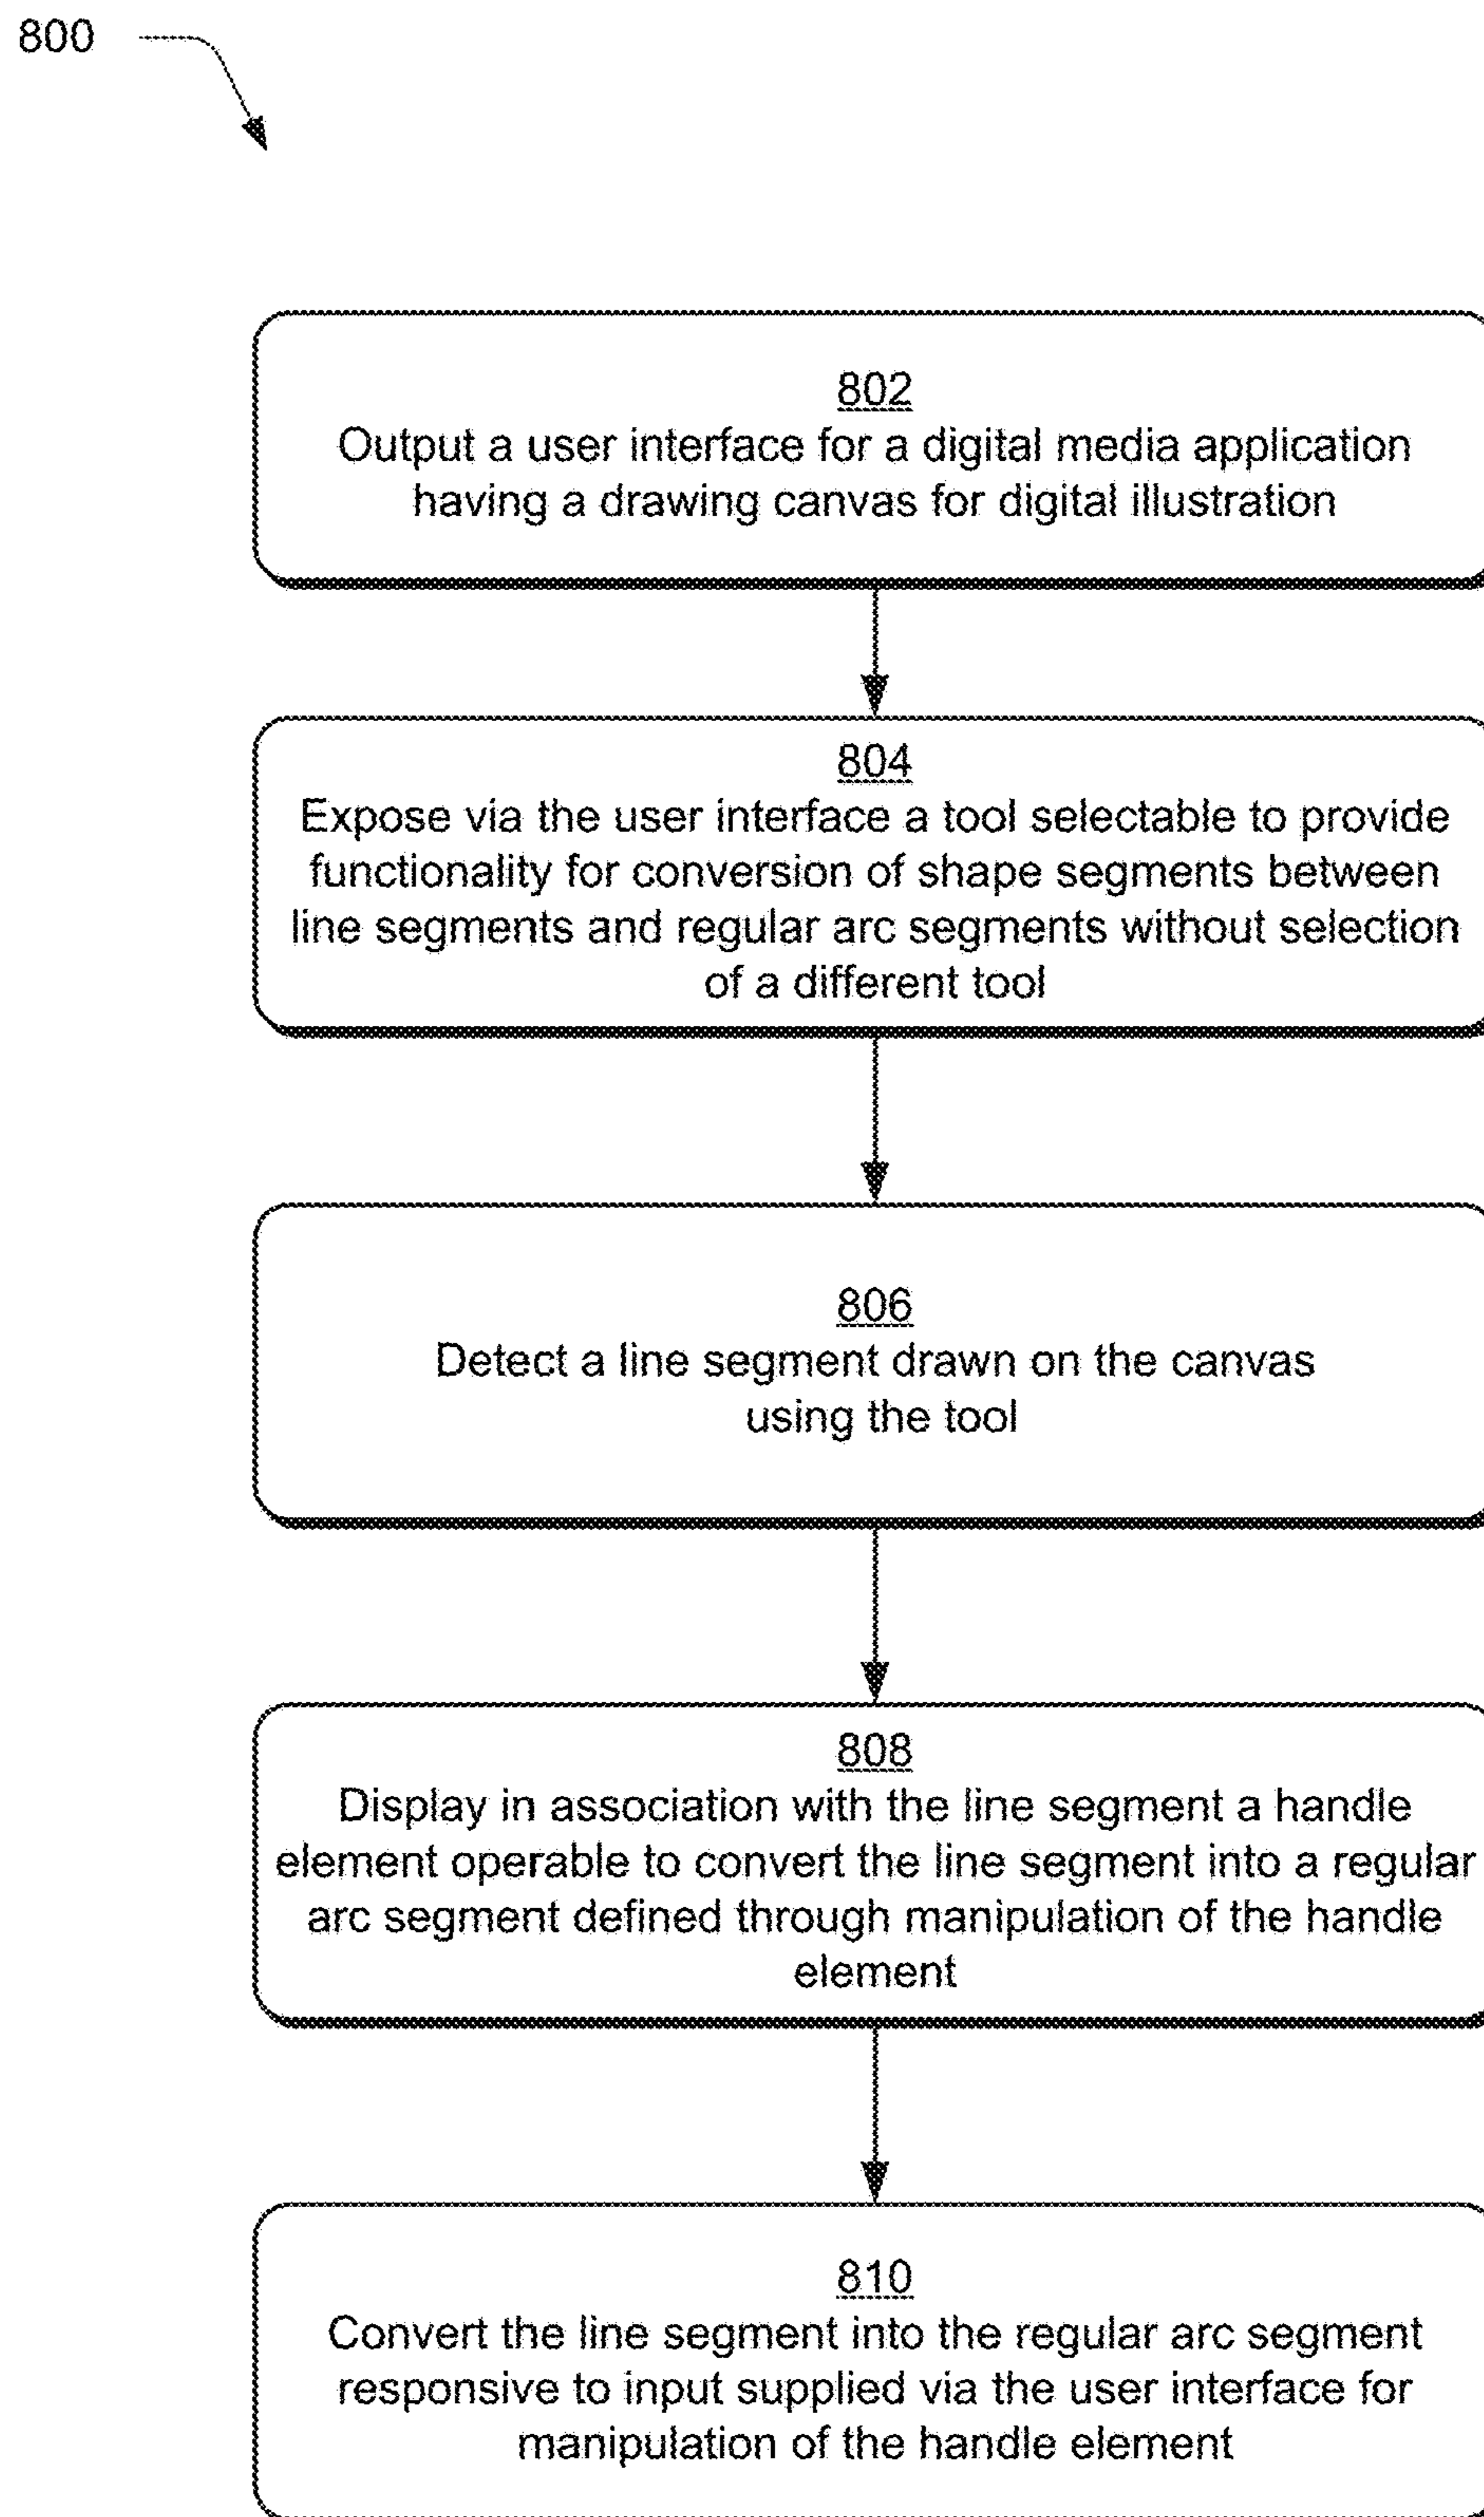 800
802
Output a user interface for a digital media application
having a drawing canvas for digital illustration
804
Expose via the user interface a tool selectable to provide
functionality for conversion of shape segments between
line segments and regular arc segments without selection
of a different tool
806
Detect a line segment drawn on the canvas
using the tool
808
Display in association with the line segment a handle
element operable to convert the line segment into a regular
arc segment defined through manipulation of the handle
element
810
Convert the line segment into the regular arc segment
responsive to input supplied via the user interface for
manipulation of the handle element